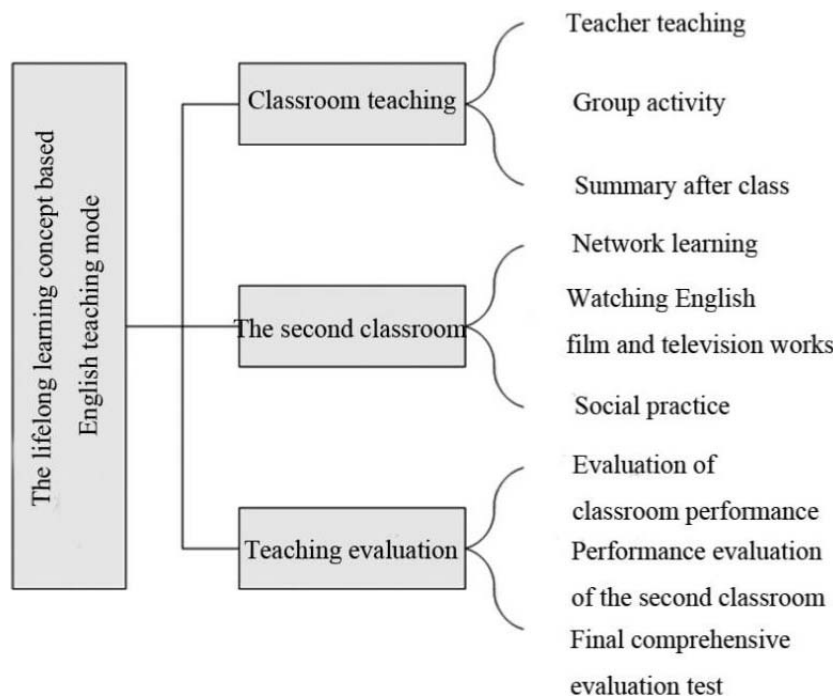 The lifelong learning concept based
English teaching mode
Classroom teaching
Teacher teaching
Group activity
Summary after class
The second classroom
Network learning
Watching English
film and television works
Social practice
Teaching evaluation
Evaluation of
classroom performance
Performance evaluation
of the second classroom
Final comprehensive
evaluation test